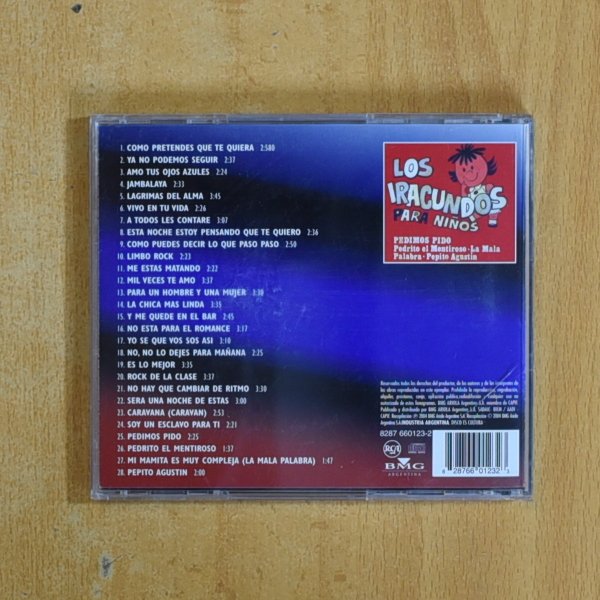 1. COMO PRETENDES QUE TE QUIERA 2:580
2. YA NO PODEMOS SEGUIR 2:37
3. AMO TUS OJOS AZULES 2:24
4. JAMBALAYA 2:33
5. LAGRIMAS DEL ALMA 3:45
6. VIVO EN TU VIDA 2:26
7. A TODOS LES CONTARE 3:07
8. ESTA NOCHE ESTOY PENSANDO QUE TE QUIERO 2:36
9. COMO PUEDES DECIR LO QUE PASO PASO 2:50
10. LIMBO ROCK 2:23
11. ME ESTAS MATANDO 2:22
12. MIL VECES TE AMO 3:37
13. PARA UN HOMBRE Y UNA MUJER 3:30
14. LA CHICA MAS LINDA 3:35
15. Y ME QUEDE EN EL BAR 2:45
16. NO ESTA PARA EL ROMANCE 3:37
17. YO SE QUE VOS SOS ASI 3:10
18. NO, NO LO DEJES PARA MAÑANA 2:25
19. ES LO MEJOR 3:35
20. ROCK DE LA CLASE 3:37
21. NO HAY QUE CAMBIAR DE RITMO 3:30
22. SERA UNA NOCHE DE ESTAS 3:00
23. CARAVANA (CARAVAN) 2:53
24. SOY UN ESCLAVO PARA TI 2:21
25. PEDIMOS PIDO 2:25
26. PEDRITO EL MENTIROSO 1:37
27. MI MAMITA ES MUY COMPLEJA (LA MALA PALABRA) 1:47
28. PEPITO AGUSTIN 2:00
LOS
IRACUNDOS
PARA NIÑOS
PEDIMOS PIDO
Pedrito el Mentiroso · La Mala
Palabra · Pepito Agustín
8287 660123-2
RCA
BMG
ARGENTINA
8 28766 01232 3